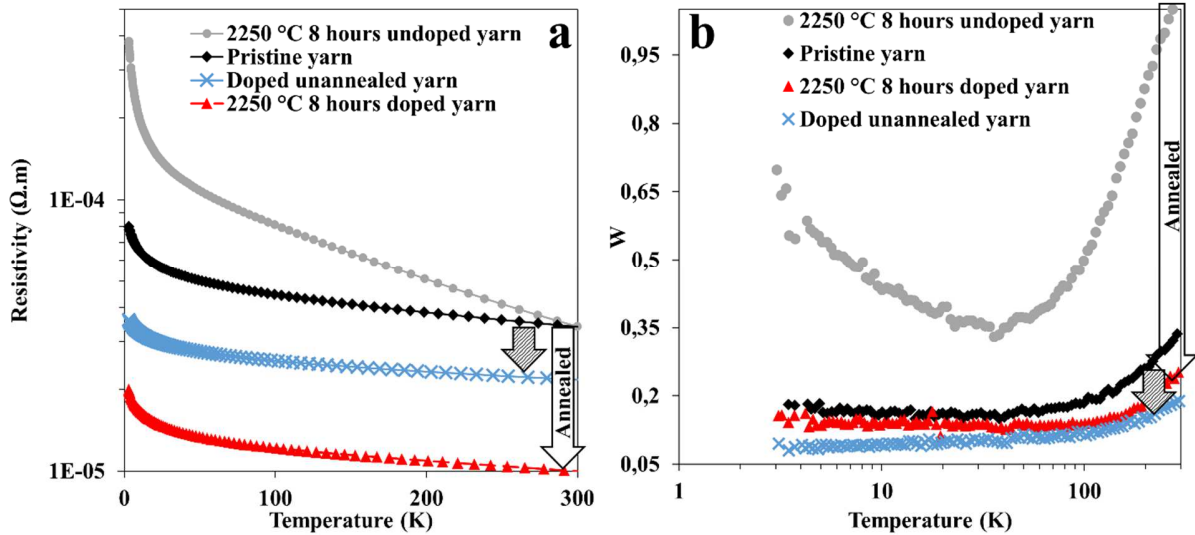 a
2250 °C 8 hours undoped yarn
Pristine yarn
Doped unannealed yarn
2250 °C 8 hours doped yarn
Resistivity (Ω.m)
1E-04
1E-05
Annealed
0 100 200 300
Temperature (K)
b
2250 °C 8 hours undoped yarn
Pristine yarn
2250 °C 8 hours doped yarn
Doped unannealed yarn
W
0,95
0,85
0,65
0,5
0,35
0,2
0,05
Annealed
1 10 100
Temperature (K)